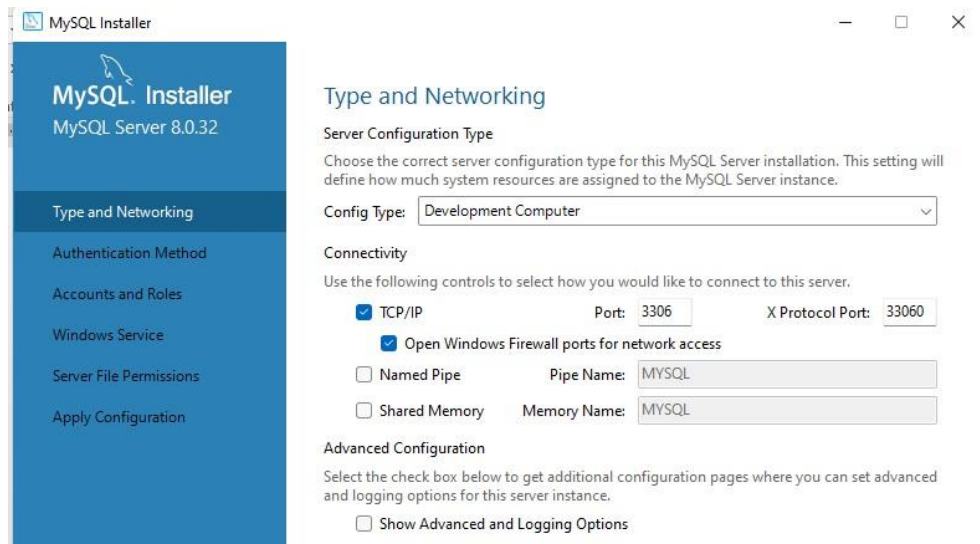 MySQL Installer
MySQL. Installer
MySQL Server 8.0.32
Type and Networking
Authentication Method
Accounts and Roles
Windows Service
Server File Permissions
Apply Configuration
Type and Networking
Server Configuration Type
Choose the correct server configuration type for this MySQL Server installation. This setting will
define how much system resources are assigned to the MySQL Server instance.
Config Type: Development Computer
Connectivity
Use the following controls to select how you would like to connect to this server.
TCP/IP Port: 3306 X Protocol Port: 33060
Open Windows Firewall ports for network access
Named Pipe Pipe Name: MYSQL
Shared Memory Memory Name: MYSQL
Advanced Configuration
Select the check box below to get additional configuration pages where you can set advanced
and logging options for this server instance.
Show Advanced and Logging Options